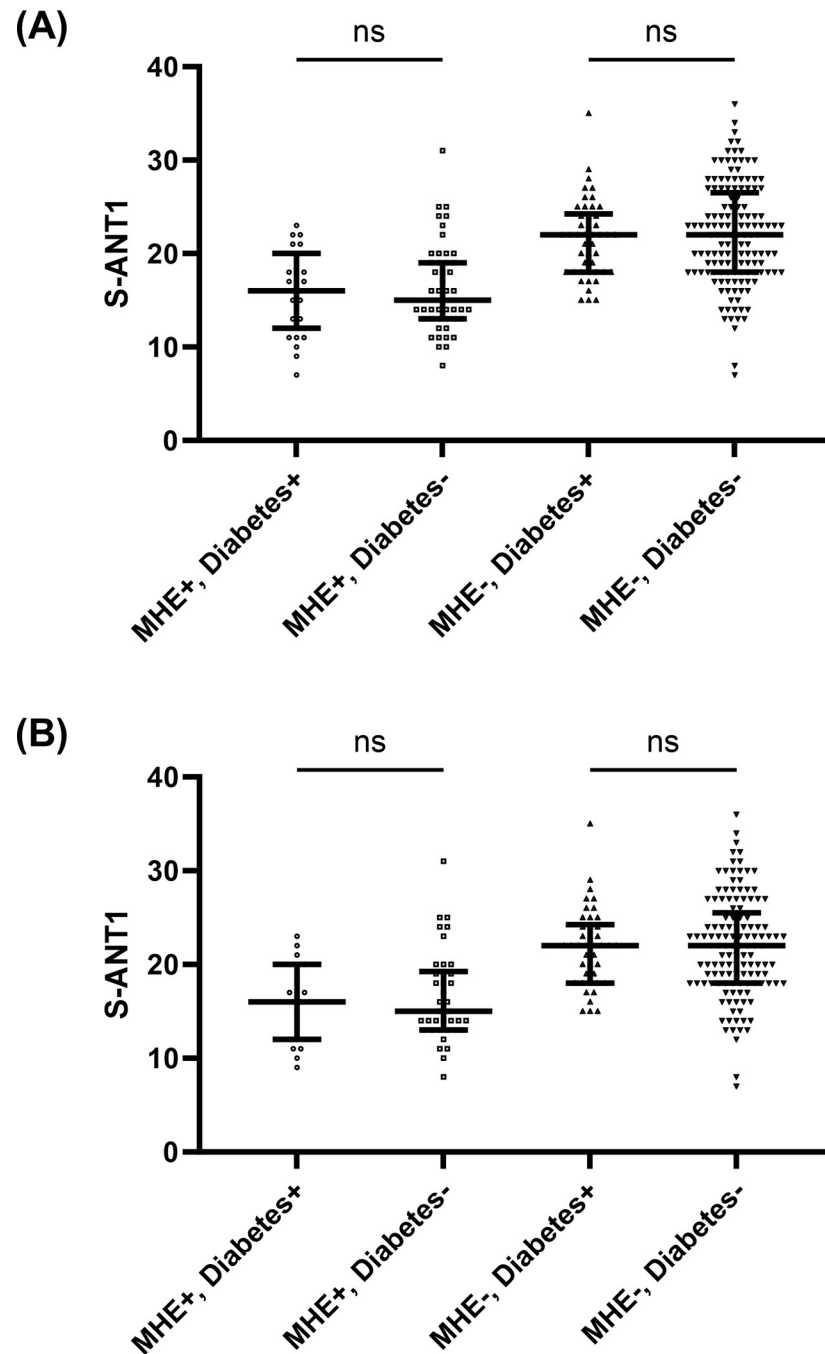 (A)
ns
ns
40
30
20
10
0
S-ANT1
MHE+, Diabetes+
MHE+, Diabetes-
MHE-, Diabetes+
MHE-, Diabetes-
(B)
ns
ns
40
30
20
10
0
S-ANT1
MHE+, Diabetes+
MHE+, Diabetes-
MHE-, Diabetes+
MHE-, Diabetes-